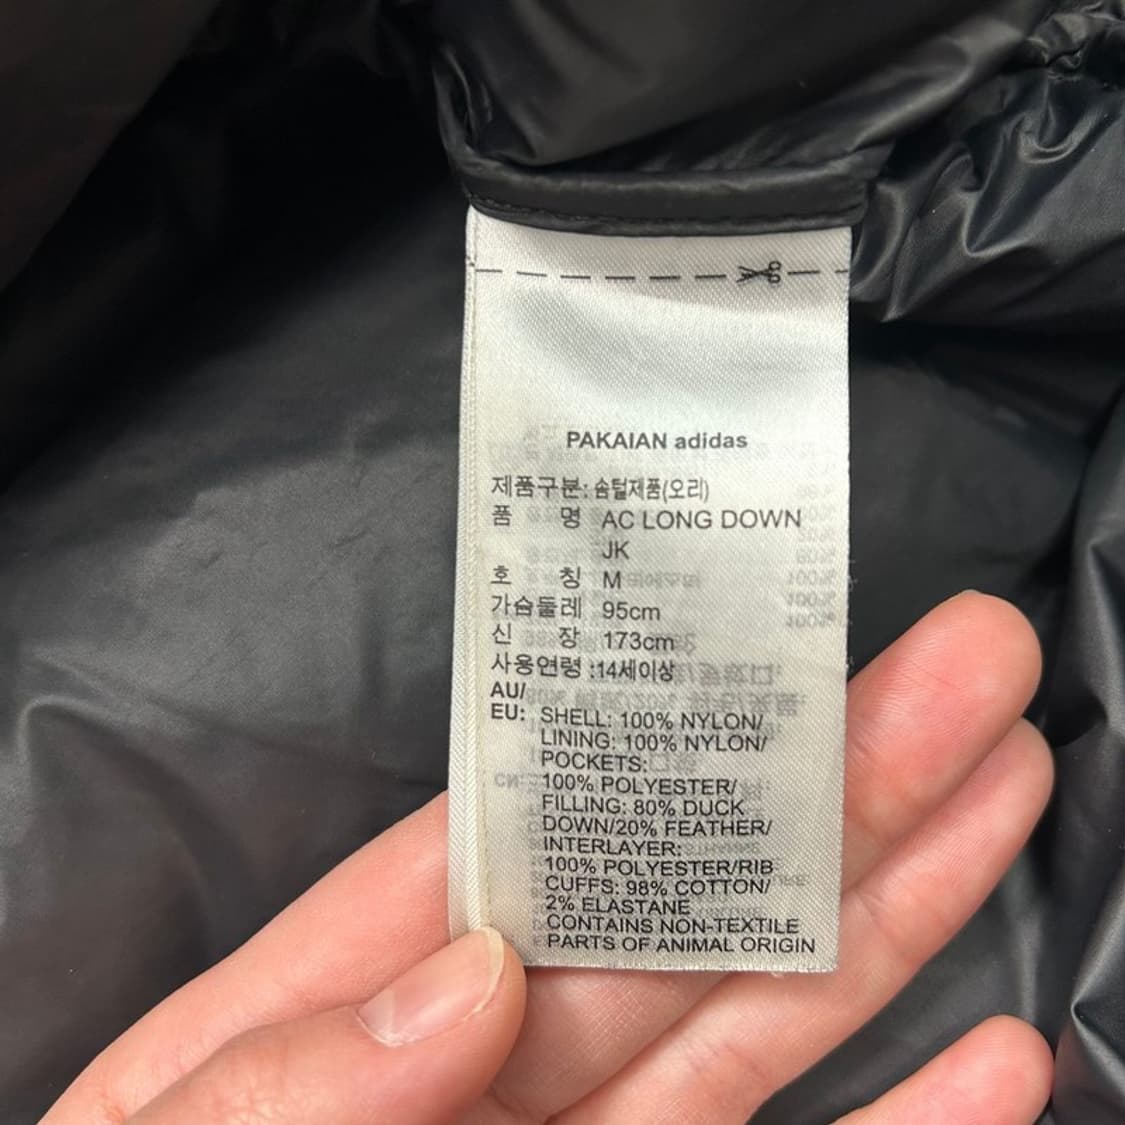 PAKAIAN adidas
제품구분: 솜털제품(오리)
품 명 AC LONG DOWN
JK
호 칭 M
가슴둘레 95cm
신 장 173cm
사용연령 :14세이상
AU/
EU: SHELL: 100% NYLON/
LINING: 100% NYLON/
POCKETS:
100% POLYESTER/
FILLING: 80% DUCK
DOWN/20% FEATHER/
INTERLAYER:
100% POLYESTER/RIB
CUFFS: 98% COTTON/
2% ELASTANE
CONTAINS NON-TEXTILE
PARTS OF ANIMAL ORIGIN